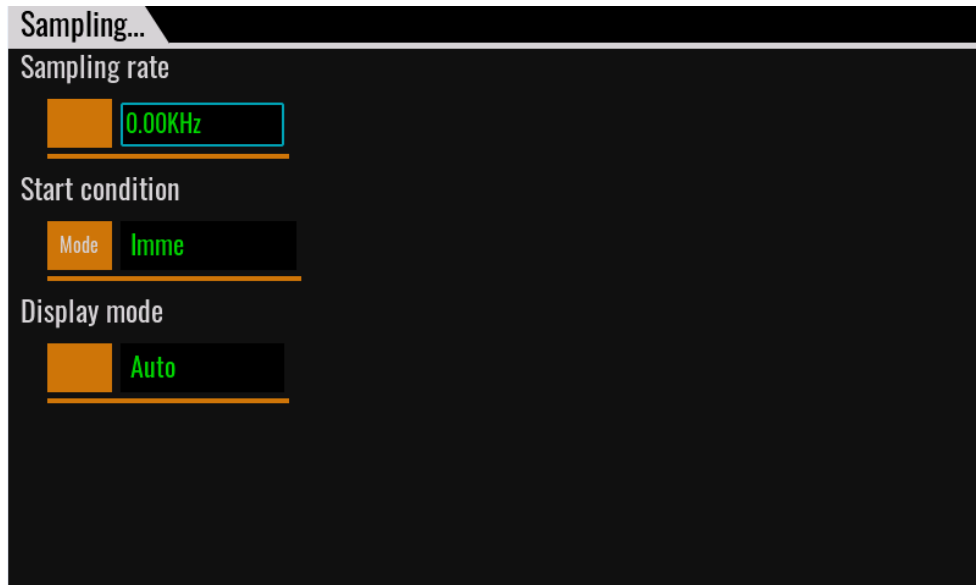 Sampling...
Sampling rate
0.00KHz
Start condition
Mode Imme
Display mode
Auto